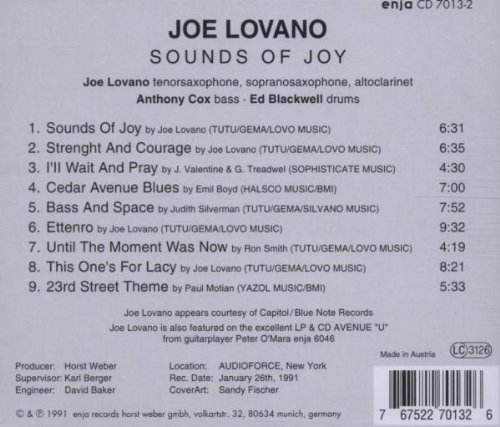 enja CD 7013-2
JOE LOVANO
SOUNDS OF JOY
Joe Lovano tenorsaxophone, sopranosaxophone, altoclarinet
Anthony Cox bass · Ed Blackwell drums
1. Sounds Of Joy by Joe Lovano (TUTU/GEMA/LOVO MUSIC) 6:31
2. Strenght And Courage by Joe Lovano (TUTU/GEMA/LOVO MUSIC) 6:35
3. I'll Wait And Pray by J. Valentine & G. Treadwel (SOPHISTICATE MUSIC) 4:30
4. Cedar Avenue Blues by Emil Boyd (HALSCO MUSIC/BMI) 7:00
5. Bass And Space by Judith Silverman (TUTU/GEMA/SILVANO MUSIC) 7:52
6. Ettenro by Joe Lovano (TUTU/GEMA/LOVO MUSIC) 9:32
7. Until The Moment Was Now by Ron Smith (TUTU/GEMA/LOVO MUSIC) 4:19
8. This One's For Lacy by Joe Lovano (TUTU/GEMA/LOVO MUSIC) 8:21
9. 23rd Street Theme by Paul Motian (YAZOL MUSIC/BMI) 5:33
Joe Lovano appears courtesy of Capitol/Blue Note Records
Joe Lovano is also featured on the excellent LP & CD AVENUE "U"
from guitarplayer Peter O'Mara enja 6046
Producer: Horst Weber Location: AUDIOFORCE, New York Made in Austria LC 3126
Supervisor: Karl Berger Rec. Date: January 26th, 1991
Engineer: David Baker CoverArt: Sandy Fischer
© & ℗ 1991 enja records horst weber gmbh, volkartstr. 32, 80634 munich, germany
7 67522 70132 6